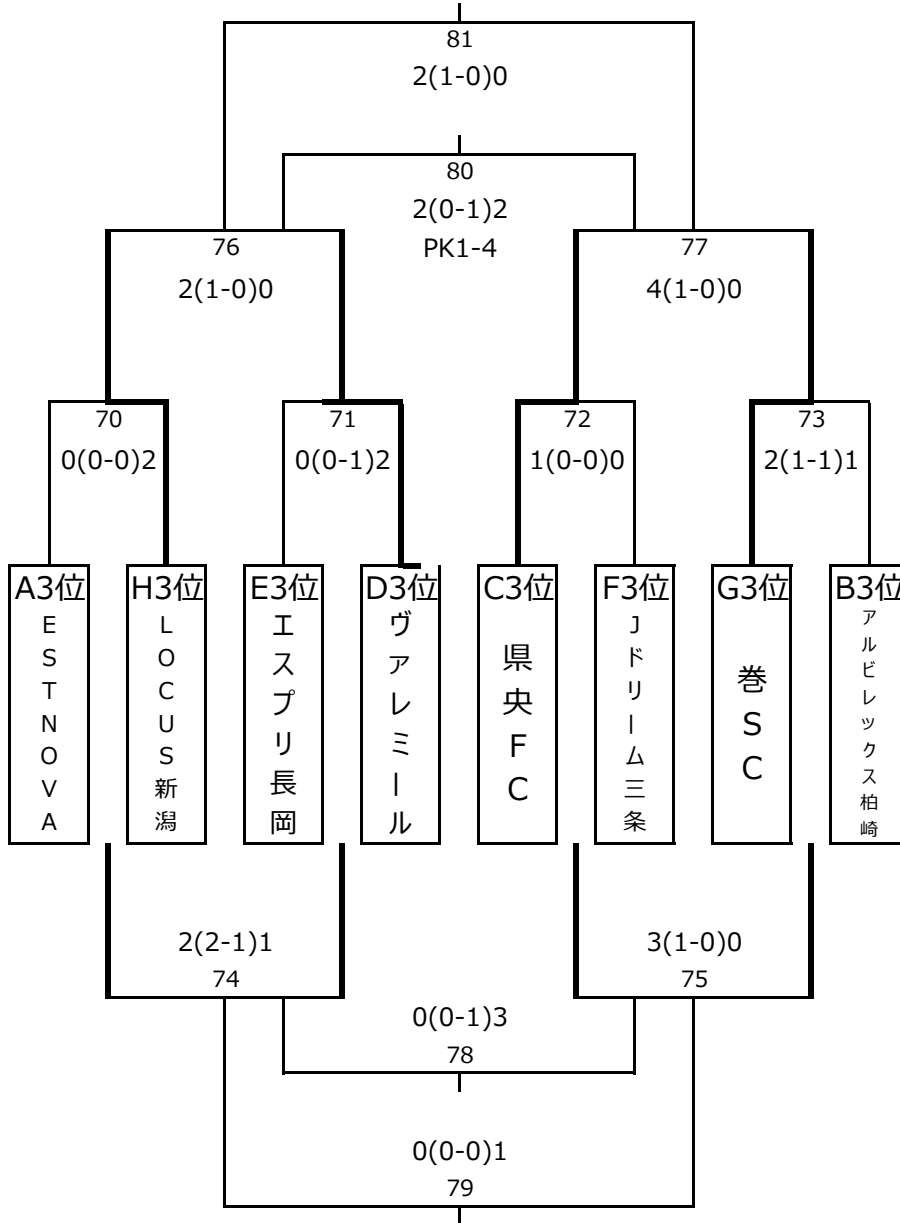 81
2(1-0)0
80
2(0-1)2
PK1-4
76
2(1-0)0
77
4(1-0)0
70
0(0-0)2
71
0(0-1)2
72
1(0-0)0
73
2(1-1)1
A3位
ESTNOVA
H3位
LOCUS新潟
E3位
エスプリ長岡
D3位
ヴァレミール
C3位
県央FC
F3位
Jドリーム三条
G3位
巻SC
B3位
アルビレックス柏崎
2(2-1)1
74
3(1-0)0
75
0(0-1)3
78
0(0-0)1
79